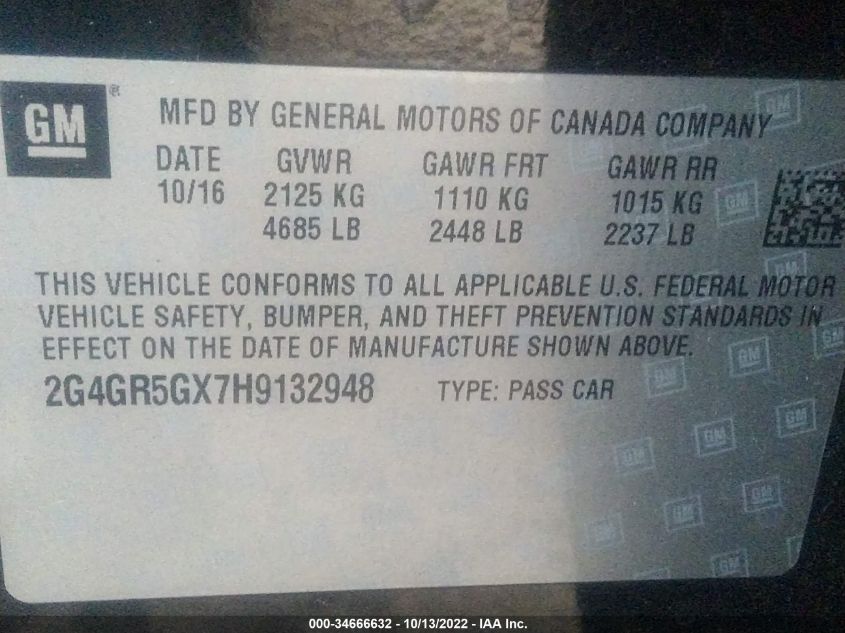 GM ®
MFD BY GENERAL MOTORS OF CANADA COMPANY
DATE GVWR GAWR FRT GAWR RR
10/16 2125 KG 1110 KG 1015 KG
4685 LB 2448 LB 2237 LB
THIS VEHICLE CONFORMS TO ALL APPLICABLE U.S. FEDERAL MOTOR
VEHICLE SAFETY, BUMPER, AND THEFT PREVENTION STANDARDS IN
EFFECT ON THE DATE OF MANUFACTURE SHOWN ABOVE.
2G4GR5GX7H9132948 TYPE: PASS CAR
000-34666632 - 10/13/2022 - IAA Inc.